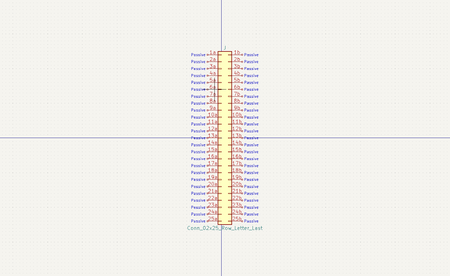 J
Passive 1a 1b Passive
Passive 2a 2b Passive
Passive 3a 3b Passive
Passive 4a 4b Passive
Passive 5a 5b Passive
Passive 6a 6b Passive
Passive 7a 7b Passive
Passive 8a 8b Passive
Passive 9a 9b Passive
Passive 10a 10b Passive
Passive 11a 11b Passive
Passive 12a 12b Passive
Passive 13a 13b Passive
Passive 14a 14b Passive
Passive 15a 15b Passive
Passive 16a 16b Passive
Passive 17a 17b Passive
Passive 18a 18b Passive
Passive 19a 19b Passive
Passive 20a 20b Passive
Passive 21a 21b Passive
Passive 22a 22b Passive
Passive 23a 23b Passive
Passive 24a 24b Passive
Passive 25a 25b Passive
Conn_02x25_Row_Letter_Last